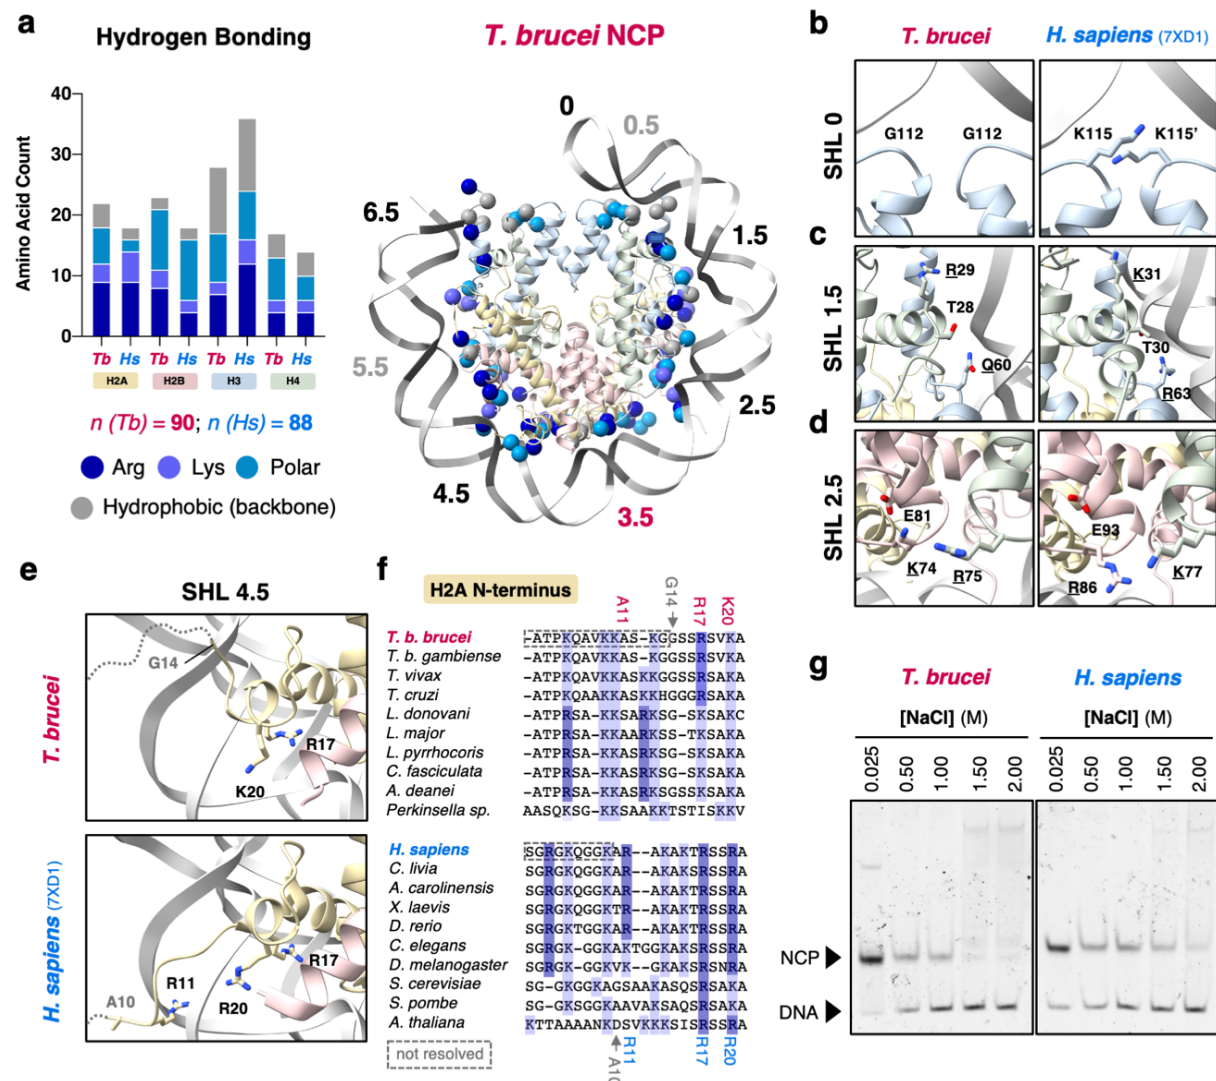 a
Hydrogen Bonding
Amino Acid Count
40
30
20
10
0
Tb Hs Tb Hs Tb Hs Tb Hs
H2A H2B H3 H4
n (Tb) = 90; n (Hs) = 88
Arg Lys Polar
Hydrophobic (backbone)
T. brucei NCP
0
0.5
1.5
2.5
3.5
4.5
5.5
6.5
b
T. brucei
H. sapiens (7XD1)
SHL 0
G112 G112
K115 K115’
c
SHL 1.5
R29
T28
Q60
K31
T30
R63
d
SHL 2.5
E81
K74
R75
E93
R86
K77
e
SHL 4.5
T. brucei
G14
R17
K20
H. sapiens (7XD1)
R11
R17
R20
A10
f
H2A N-terminus
A11 G14 → R17 K20
T. b. brucei -ATPKQAVKKAS-KGGSSRSVKA
T. b. gambiense -ATPKQAVKKAS-KGGSSRSVKA
T. vivax -ATPKQAVKKASKKGGSSRSAKA
T. cruzi -ATPKQAAKKASKKHGGGRSAKA
L. donovani -ATPRSA-KKSARKSGS-KSAKC
L. major -ATPRSA-KKAARKSGS-TKSAKA
L. pyrrhocoris -ATPRSA-KKSARKSGSGKSAKA
C. fasciculata -ATPRSA-KKAARKSGSSKSAKA
A. deanei -ATPRSA-KKSARKSGSSKSAKA
Perkinsella sp. AASQKSG-KKSAAKKTSTISKKV
H. sapiens SGRGKQGGKAR--AKAKTRSSRA
C. livia SGRGKQGGKAR--AKAKSRSSRA
A. carolinensis SGRGKQGGKAR--AKAKTRSSRA
X. laevis SGRGKQGGKTR--AKAKTRSSRA
D. rerio SGRGKTGGKAR--AKAKTRSSRA
C. elegans SGRGK-GGKAKTGGKAKSRSSRA
D. melanogaster SGRGK-GGKVK-GKAKSRSNRA
S. cerevisiae SG-GKGGKAGSAAKASQSRSAKA
S. pombe SG-GKSGGKAAVAKSAQSRSAKA
A. thaliana KTTAAAANKDSVKKKSISRSSRA
not resolved
→ A10 R11 R17 R20
g
T. brucei H. sapiens
[NaCl] (M) [NaCl] (M)
0.025 0.50 1.00 1.50 2.00 0.025 0.50 1.00 1.50 2.00
NCP
DNA